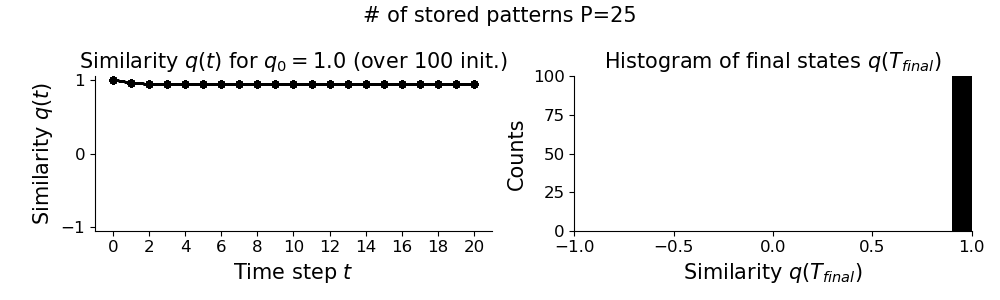 # of stored patterns P=25
Similarity q(t) for q₀ = 1.0 (over 100 init.)
1
0
−1
Similarity q(t)
0 2 4 6 8 10 12 14 16 18 20
Time step t
Histogram of final states q(T_final)
100
75
50
25
0
Counts
−1.0 −0.5 0.0 0.5 1.0
Similarity q(T_final)